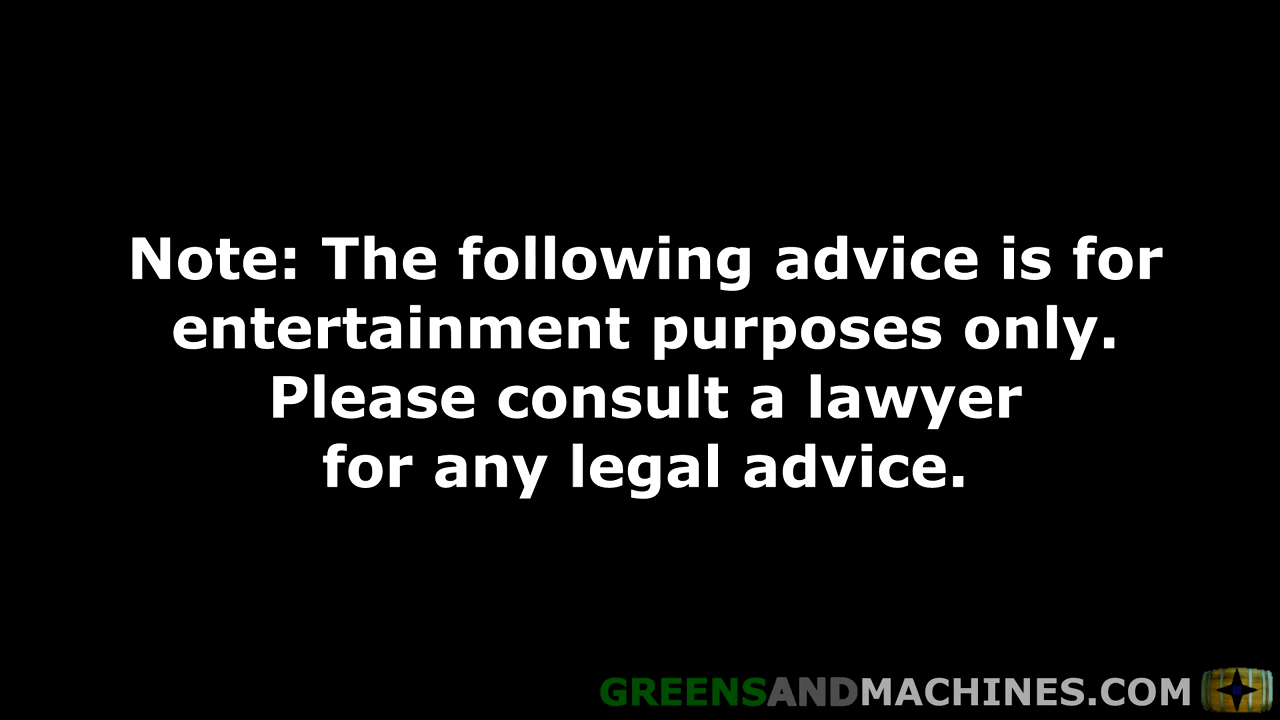 Note: The following advice is for
entertainment purposes only.
Please consult a lawyer
for any legal advice.
GREENSANDMACHINES.COM